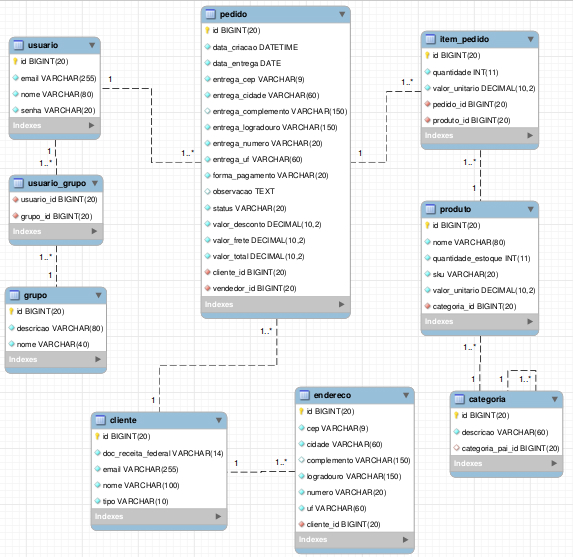 usuario
id BIGINT(20)
email VARCHAR(255)
nome VARCHAR(80)
senha VARCHAR(20)
Indexes
1
1..*
1
1..*
usuario_grupo
usuario_id BIGINT(20)
grupo_id BIGINT(20)
Indexes
1..*
1
grupo
id BIGINT(20)
descricao VARCHAR(80)
nome VARCHAR(40)
Indexes
pedido
id BIGINT(20)
data_criacao DATETIME
data_entrega DATE
entrega_cep VARCHAR(9)
entrega_cidade VARCHAR(60)
entrega_complemento VARCHAR(150)
entrega_logradouro VARCHAR(150)
entrega_numero VARCHAR(20)
entrega_uf VARCHAR(60)
forma_pagamento VARCHAR(20)
observacao TEXT
status VARCHAR(20)
valor_desconto DECIMAL(10,2)
valor_frete DECIMAL(10,2)
valor_total DECIMAL(10,2)
cliente_id BIGINT(20)
vendedor_id BIGINT(20)
Indexes
1
1..*
1..*
1
item_pedido
id BIGINT(20)
quantidade INT(11)
valor_unitario DECIMAL(10,2)
pedido_id BIGINT(20)
produto_id BIGINT(20)
Indexes
1..*
1
produto
id BIGINT(20)
nome VARCHAR(80)
quantidade_estoque INT(11)
sku VARCHAR(20)
valor_unitario DECIMAL(10,2)
categoria_id BIGINT(20)
Indexes
1..*
1
1
1..*
categoria
id BIGINT(20)
descricao VARCHAR(60)
categoria_pai_id BIGINT(20)
Indexes
cliente
id BIGINT(20)
doc_receita_federal VARCHAR(14)
email VARCHAR(255)
nome VARCHAR(100)
tipo VARCHAR(10)
Indexes
1
1..*
endereco
id BIGINT(20)
cep VARCHAR(9)
cidade VARCHAR(60)
complemento VARCHAR(150)
logradouro VARCHAR(150)
numero VARCHAR(20)
uf VARCHAR(60)
cliente_id BIGINT(20)
Indexes